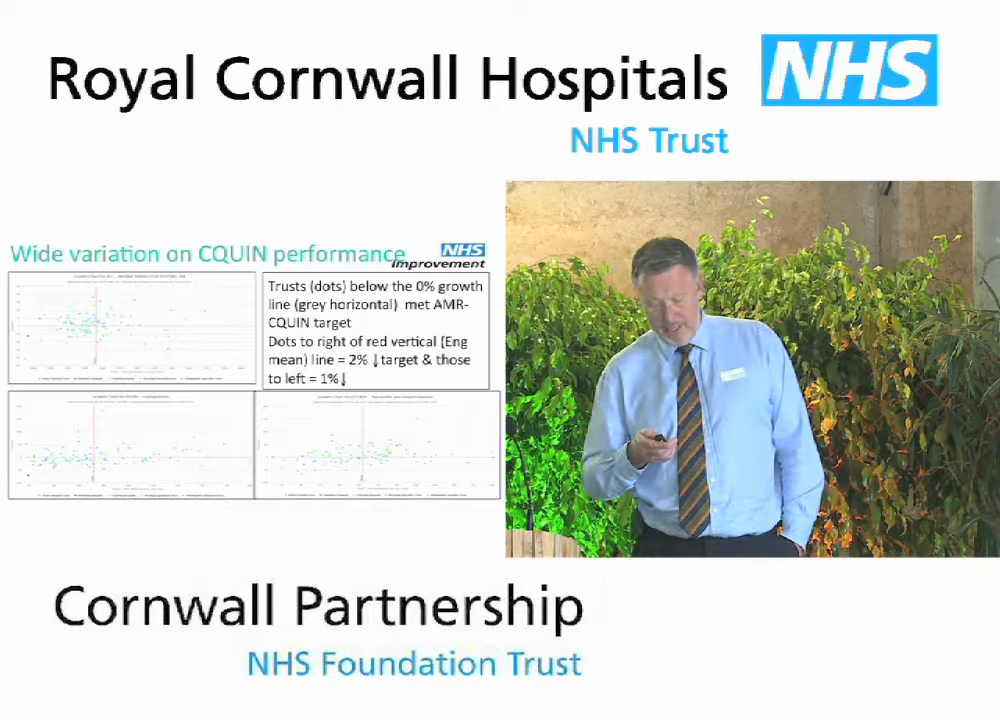 Royal Cornwall Hospitals NHS
NHS Trust
Wide variation on CQUIN performance
NHS
Improvement
Trusts (dots) below the 0% growth
line (grey horizontal) met AMR-
CQUIN target
Dots to right of red vertical (Eng
mean) line = 2% ↓target & those
to left = 1%↓
Cornwall Partnership
NHS Foundation Trust